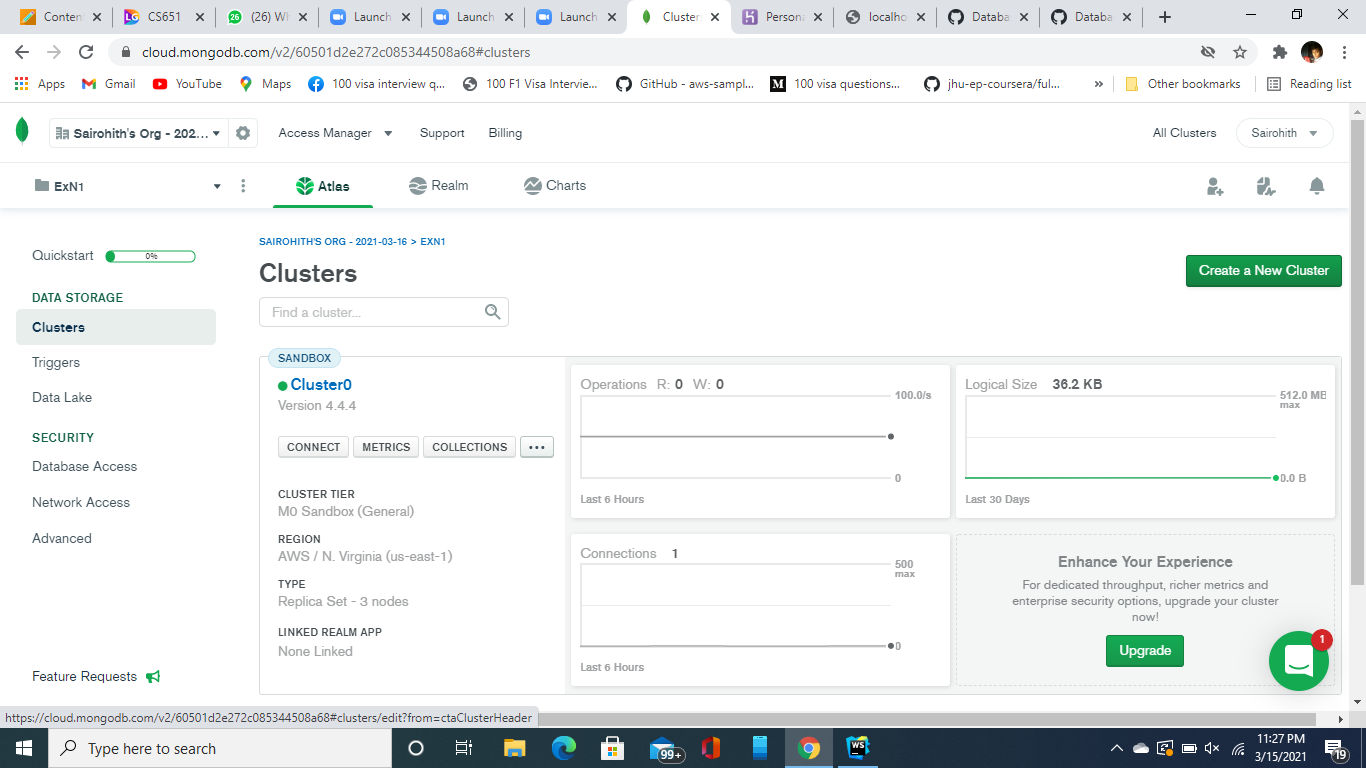 Content
CS651
(26) Wh
Launch
Launch
Launch
Cluster
Persona
localho
Databa
Databa
cloud.mongodb.com/v2/60501d2e272c085344508a68#clusters
Apps
Gmail
YouTube
Maps
100 visa interview q...
100 F1 Visa Intervie...
GitHub - aws-sampl...
100 visa questions...
jhu-ep-coursera/ful...
»
Other bookmarks
Reading list
Sairohith's Org - 202...
Access Manager
Support
Billing
All Clusters
Sairohith
ExN1
Atlas
Realm
Charts
Quickstart
0%
DATA STORAGE
Clusters
Triggers
Data Lake
SECURITY
Database Access
Network Access
Advanced
Feature Requests
SAIROHITH'S ORG - 2021-03-16 > EXN1
Clusters
Create a New Cluster
Find a cluster...
SANDBOX
Cluster0
Version 4.4.4
CONNECT
METRICS
COLLECTIONS
...
CLUSTER TIER
M0 Sandbox (General)
REGION
AWS / N. Virginia (us-east-1)
TYPE
Replica Set - 3 nodes
LINKED REALM APP
None Linked
Operations R: 0 W: 0
100.0/s
0
Last 6 Hours
Logical Size 36.2 KB
512.0 MB
max
0.0 B
Last 30 Days
Connections 1
500
max
0
Last 6 Hours
Enhance Your Experience
For dedicated throughput, richer metrics and
enterprise security options, upgrade your cluster
now!
Upgrade
1
https://cloud.mongodb.com/v2/60501d2e272c085344508a68#clusters/edit?from=ctaClusterHeader
Type here to search
99+
WS
11:27 PM
3/15/2021
19